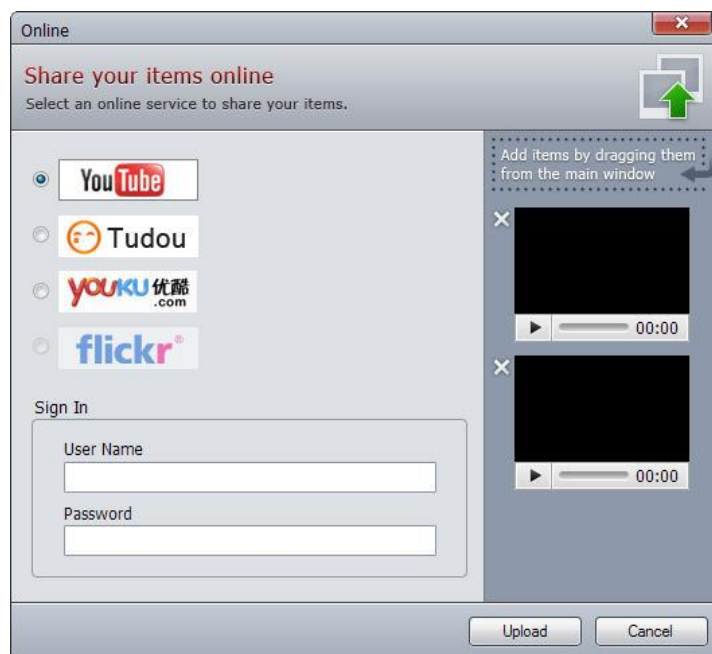 Online
Share your items online
Select an online service to share your items.
YouTube
Tudou
YOUKU 优酷
.com
flickr®
Sign In
User Name
Password
Add items by dragging them
from the main window
00:00
00:00
Upload
Cancel